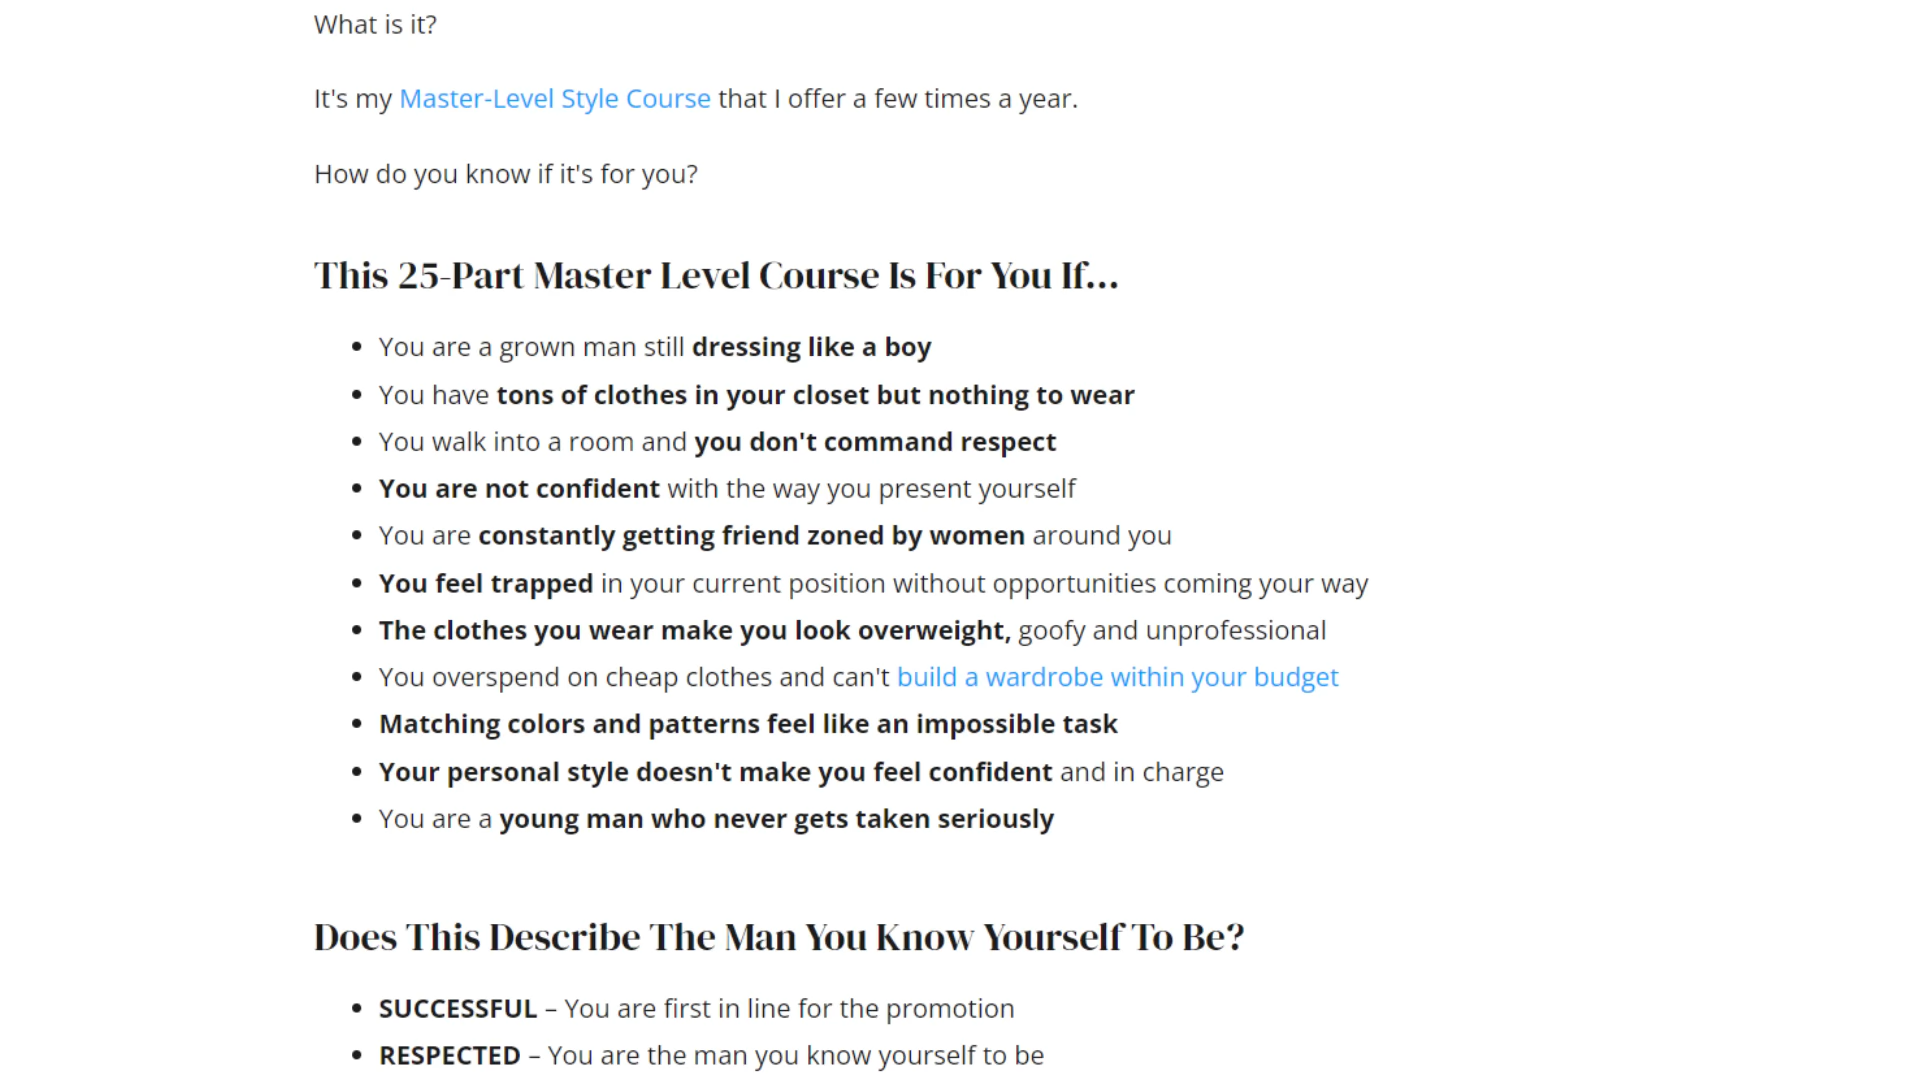 What is it?
It's my Master-Level Style Course that I offer a few times a year.
How do you know if it's for you?
This 25-Part Master Level Course Is For You If...
You are a grown man still dressing like a boy
You have tons of clothes in your closet but nothing to wear
You walk into a room and you don't command respect
You are not confident with the way you present yourself
You are constantly getting friend zoned by women around you
You feel trapped in your current position without opportunities coming your way
The clothes you wear make you look overweight, goofy and unprofessional
You overspend on cheap clothes and can't build a wardrobe within your budget
Matching colors and patterns feel like an impossible task
Your personal style doesn't make you feel confident and in charge
You are a young man who never gets taken seriously
Does This Describe The Man You Know Yourself To Be?
SUCCESSFUL – You are first in line for the promotion
RESPECTED – You are the man you know yourself to be